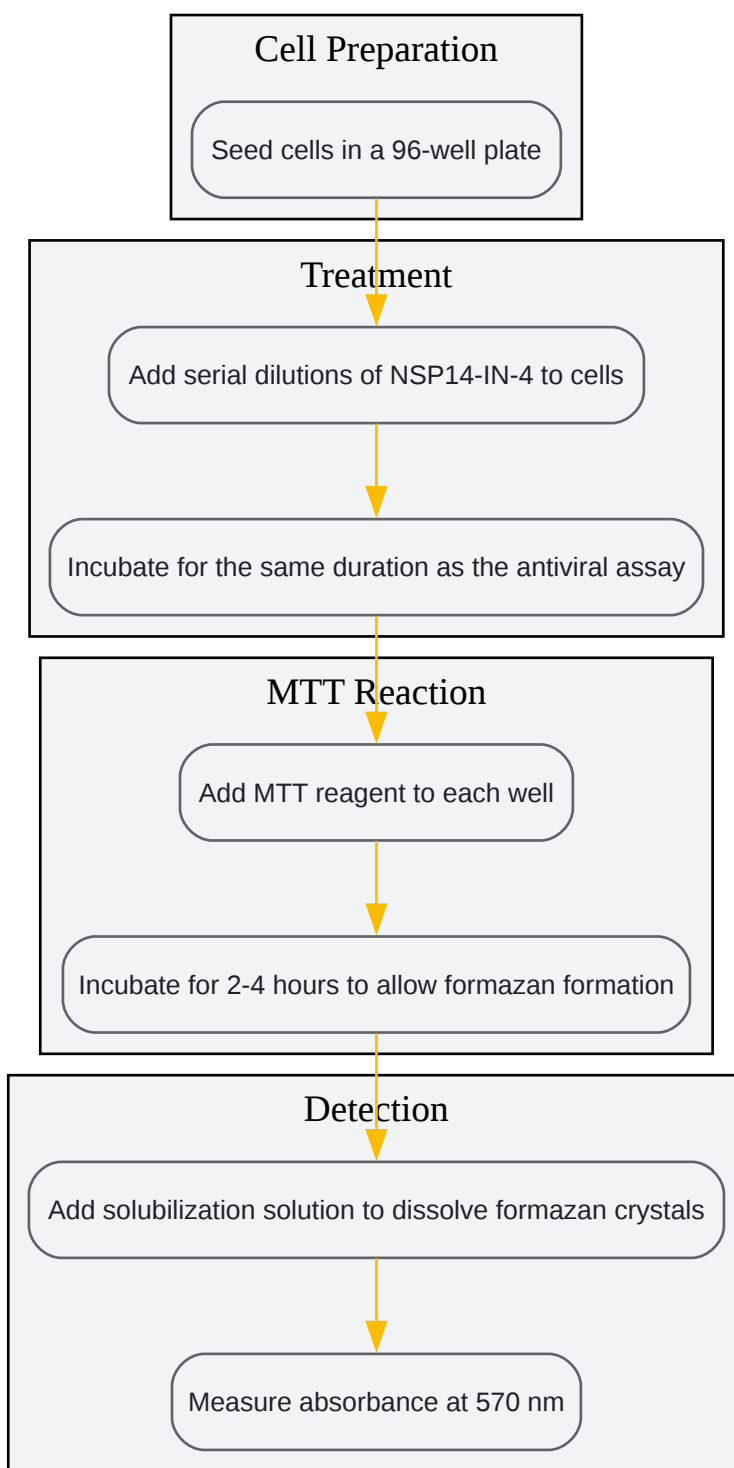 Cell Preparation
Seed cells in a 96-well plate
Treatment
Add serial dilutions of NSP14-IN-4 to cells
Incubate for the same duration as the antiviral assay
MTT Reaction
Add MTT reagent to each well
Incubate for 2-4 hours to allow formazan formation
Detection
Add solubilization solution to dissolve formazan crystals
Measure absorbance at 570 nm